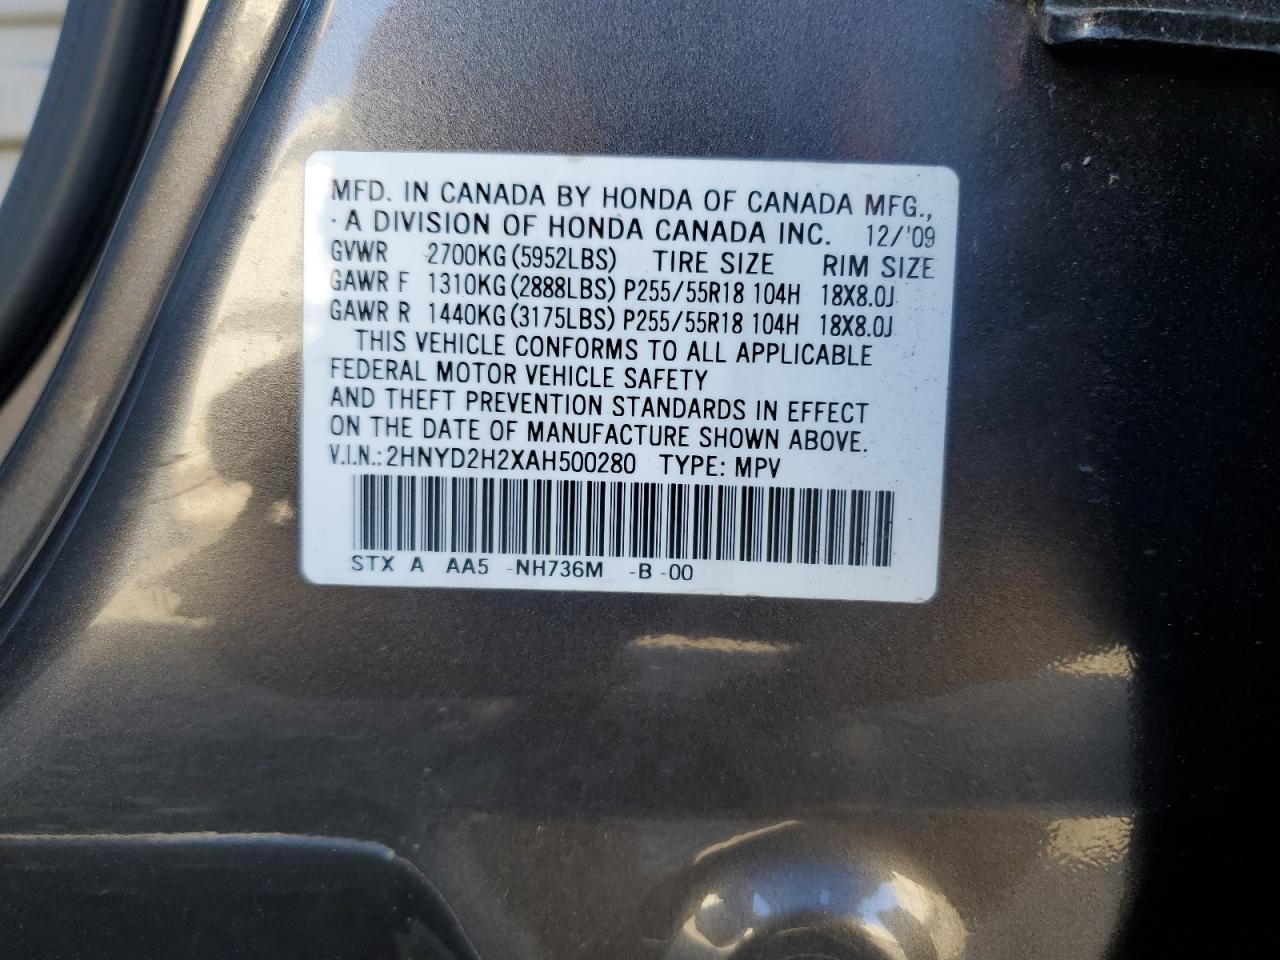 MFD. IN CANADA BY HONDA OF CANADA MFG.,
· A DIVISION OF HONDA CANADA INC. 12/'09
GVWR 2700KG(5952LBS) TIRE SIZE RIM SIZE
GAWR F 1310KG(2888LBS) P255/55R18 104H 18X8.0J
GAWR R 1440KG(3175LBS) P255/55R18 104H 18X8.0J
THIS VEHICLE CONFORMS TO ALL APPLICABLE
FEDERAL MOTOR VEHICLE SAFETY
AND THEFT PREVENTION STANDARDS IN EFFECT
ON THE DATE OF MANUFACTURE SHOWN ABOVE.
V.I.N.: 2HNYD2H2XAH500280 TYPE: MPV
STX A AA5 -NH736M -B -00